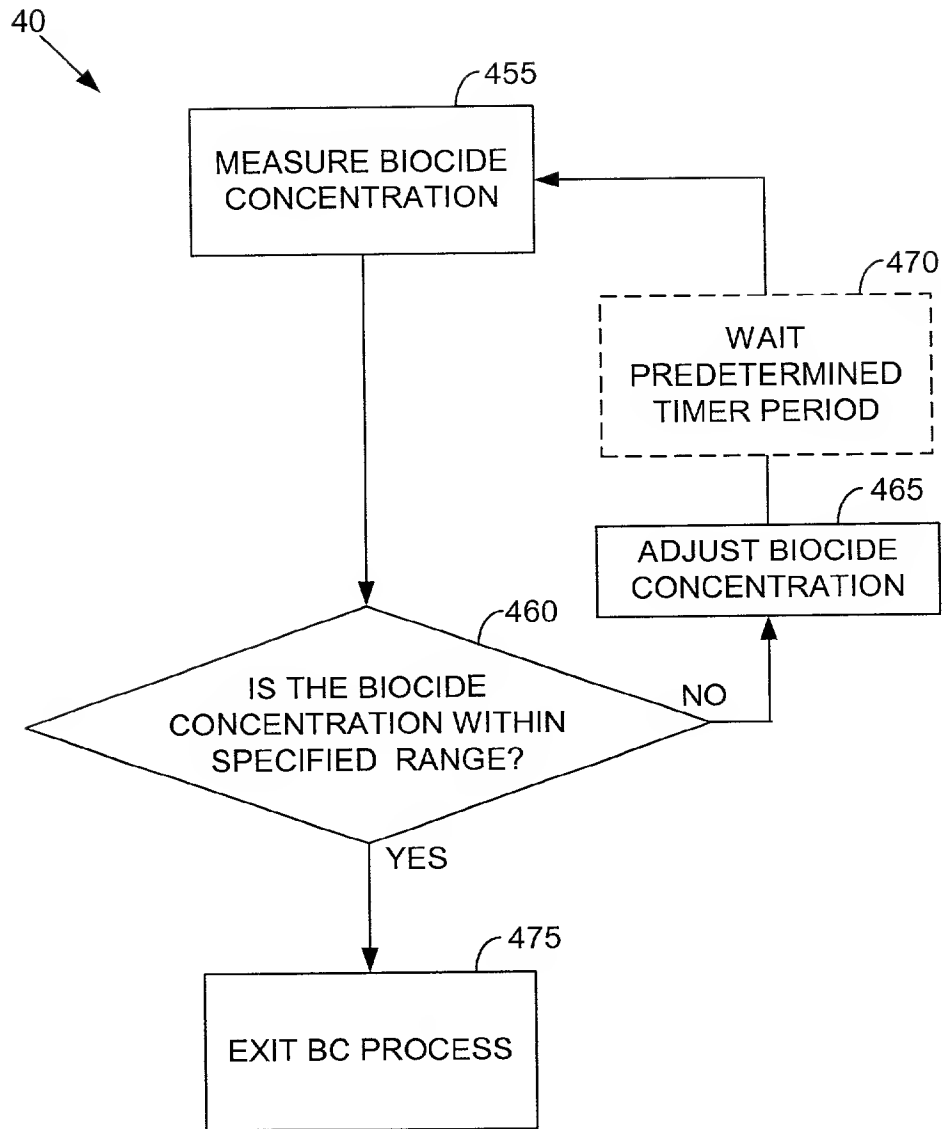 40
455
MEASURE BIOCIDE
CONCENTRATION
470
WAIT
PREDETERMINED
TIMER PERIOD
465
ADJUST BIOCIDE
CONCENTRATION
460
IS THE BIOCIDE
CONCENTRATION WITHIN
SPECIFIED RANGE?
NO
YES
475
EXIT BC PROCESS